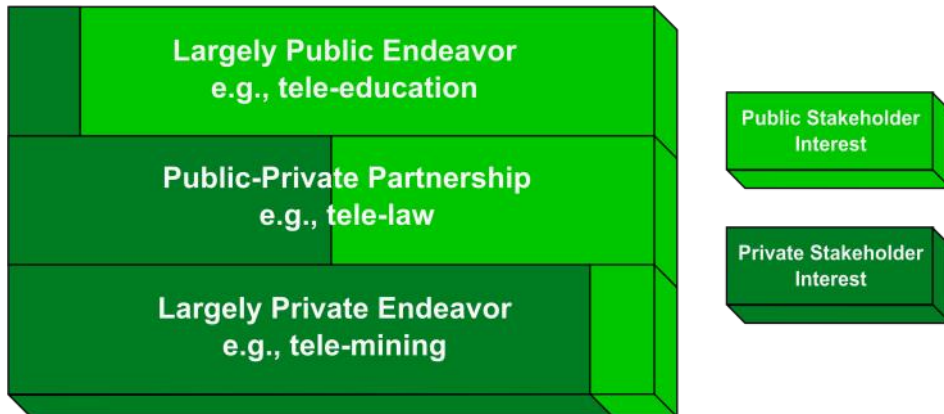 Largely Public Endeavor
e.g., tele-education
Public-Private Partnership
e.g., tele-law
Largely Private Endeavor
e.g., tele-mining
Public Stakeholder
Interest
Private Stakeholder
Interest